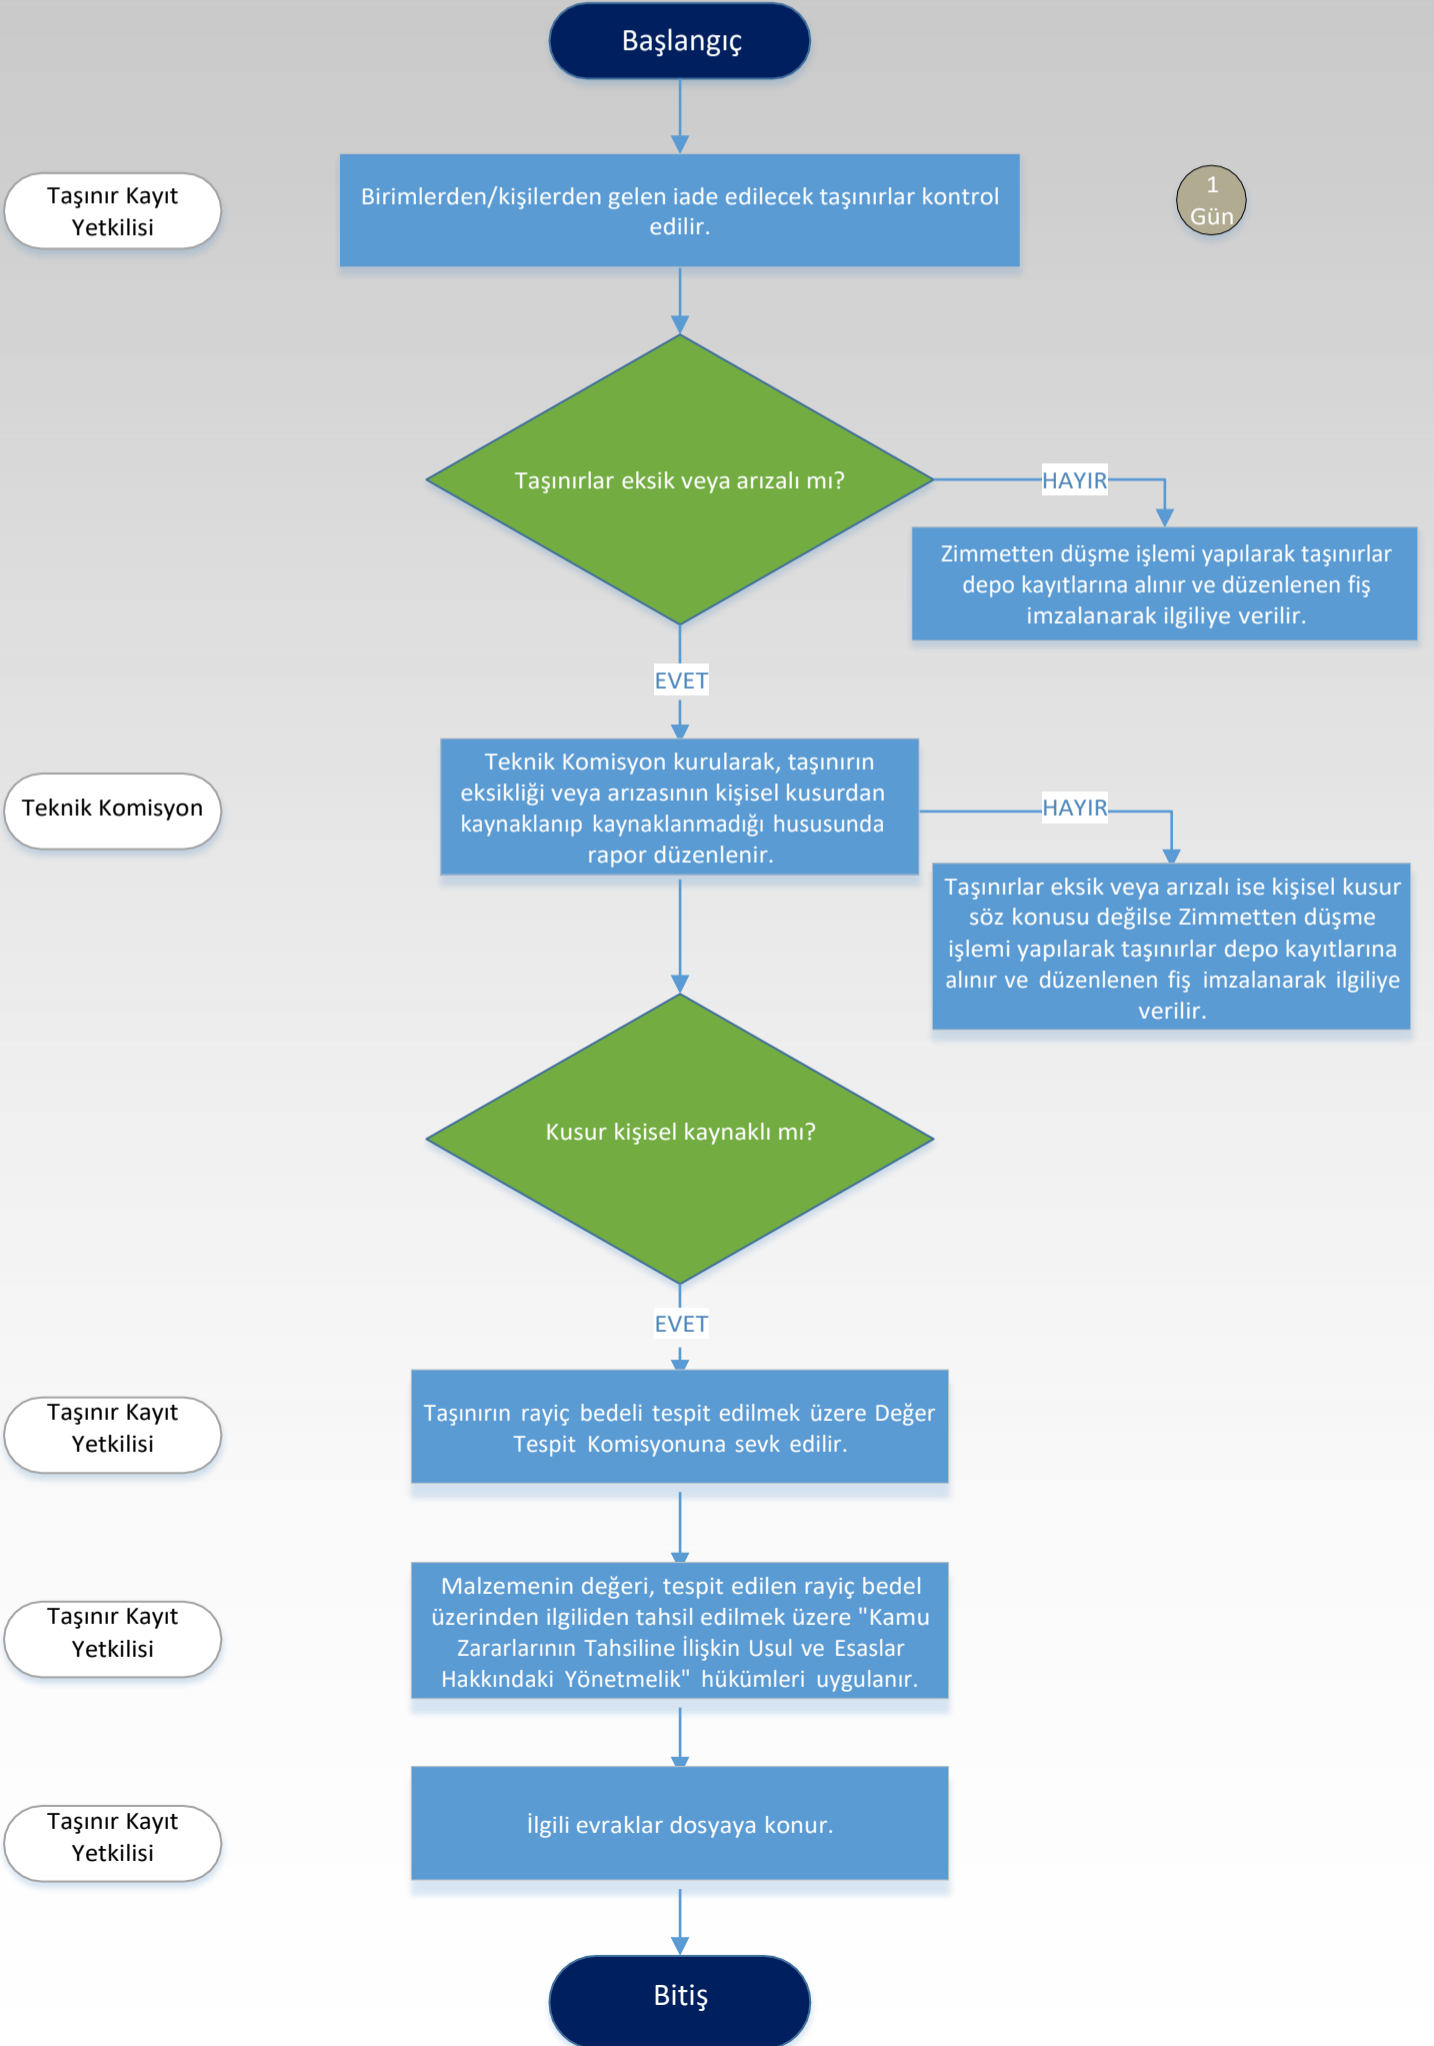 Başlangıç
Taşınır Kayıt
Yetkilisi
Birimlerden/kişilerden gelen iade edilecek taşınırlar kontrol
edilir.
1
Gün
Taşınırlar eksik veya arızalı mı?
HAYIR
Zimmetten düşme işlemi yapılarak taşınırlar
depo kayıtlarına alınır ve düzenlenen fiş
imzalanarak ilgiliye verilir.
EVET
Teknik Komisyon
Teknik Komisyon kurularak, taşınırın
eksikliği veya arızasının kişisel kusurdan
kaynaklanıp kaynaklanmadığı hususunda
rapor düzenlenir.
HAYIR
Taşınırlar eksik veya arızalı ise kişisel kusur
söz konusu değilse Zimmetten düşme
işlemi yapılarak taşınırlar depo kayıtlarına
alınır ve düzenlenen fiş imzalanarak ilgiliye
verilir.
Kusur kişisel kaynaklı mı?
EVET
Taşınır Kayıt
Yetkilisi
Taşınırın rayiç bedeli tespit edilmek üzere Değer
Tespit Komisyonuna sevk edilir.
Taşınır Kayıt
Yetkilisi
Malzemenin değeri, tespit edilen rayiç bedel
üzerinden ilgiliden tahsil edilmek üzere "Kamu
Zararlarının Tahsiline İlişkin Usul ve Esaslar
Hakkındaki Yönetmelik" hükümleri uygulanır.
Taşınır Kayıt
Yetkilisi
İlgili evraklar dosyaya konur.
Bitiş